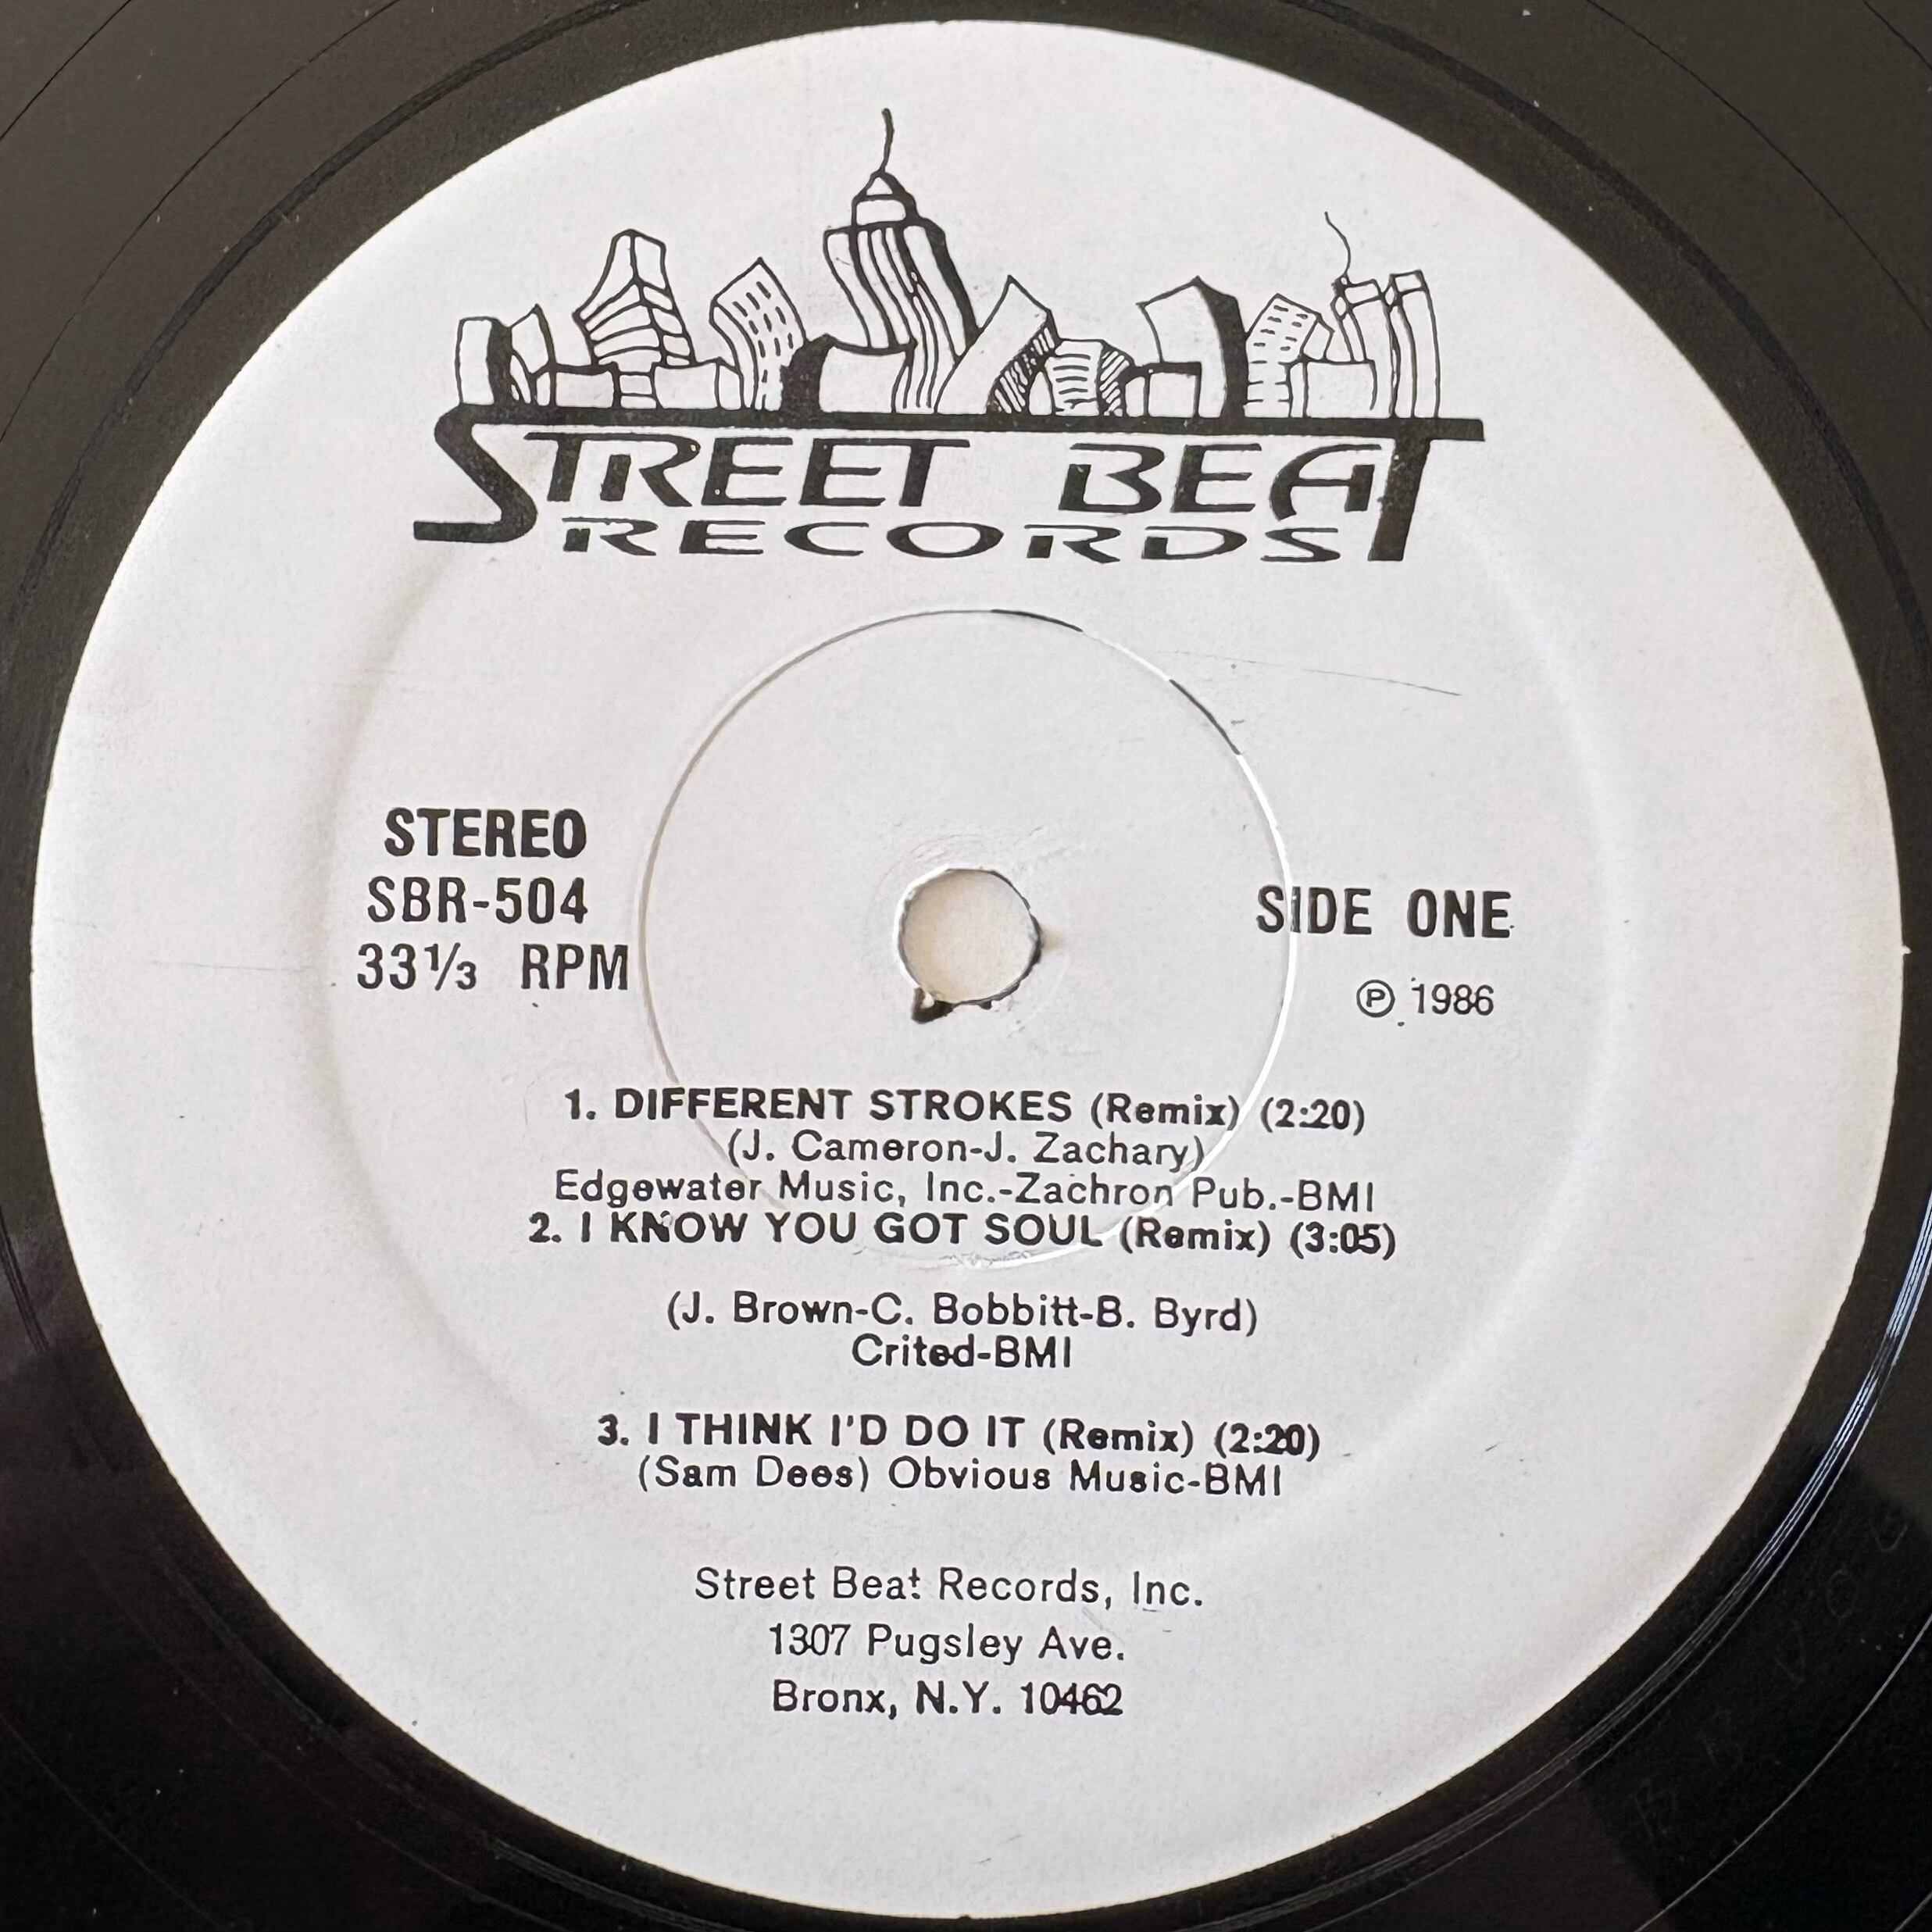 STREET BEAT
RECORDS
STEREO
SBR-504
33⅓ RPM
SIDE ONE
℗ 1986
1. DIFFERENT STROKES (Remix) (2:20)
(J. Cameron-J. Zachary)
Edgewater Music, Inc.-Zachron Pub.-BMI
2. I KNOW YOU GOT SOUL (Remix) (3:05)
(J. Brown-C. Bobbitt-B. Byrd)
Crited-BMI
3. I THINK I'D DO IT (Remix) (2:20)
(Sam Dees) Obvious Music-BMI
Street Beat Records, Inc.
1307 Pugsley Ave.
Bronx, N.Y. 10462